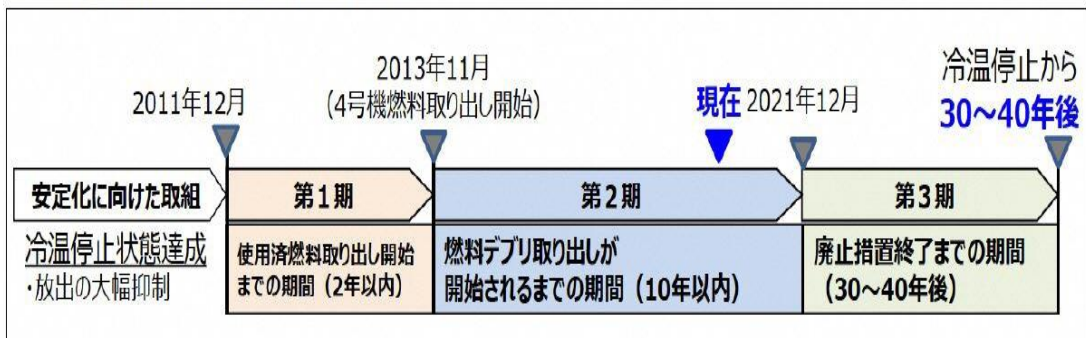 2011年12月
2013年11月
(4号機燃料取り出し開始)
現在
2021年12月
冷温停止から
30～40年後
安定化に向けた取組
第1期
第2期
第3期
冷温停止状態達成
・放出の大幅抑制
使用済燃料取り出し開始
までの期間（2年以内）
燃料デブリ取り出しが
開始されるまでの期間（10年以内）
廃止措置終了までの期間
（30～40年後）